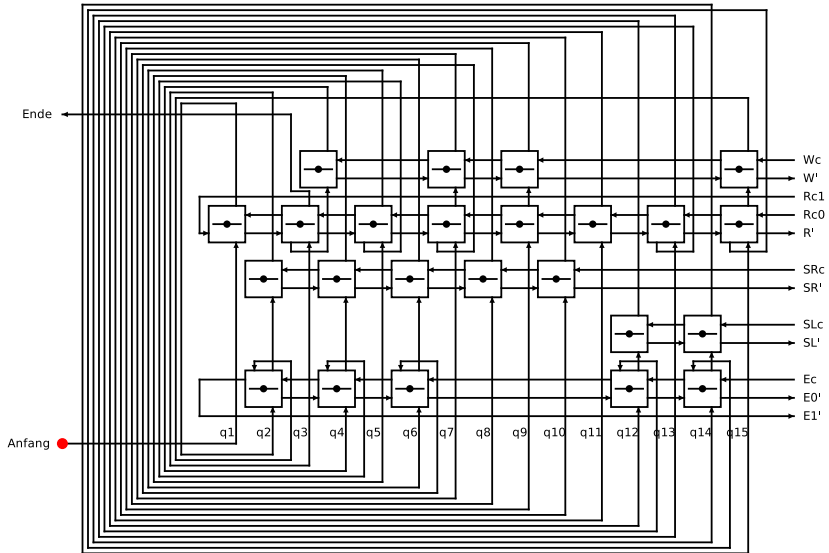 Ende
Wc
W'
Rc1
Rc0
R'
SRc
SR'
SLc
SL'
Ec
E0'
E1'
Anfang
q1 q2 q3 q4 q5 q6 q7 q8 q9 q10 q11 q12 q13 q14 q15